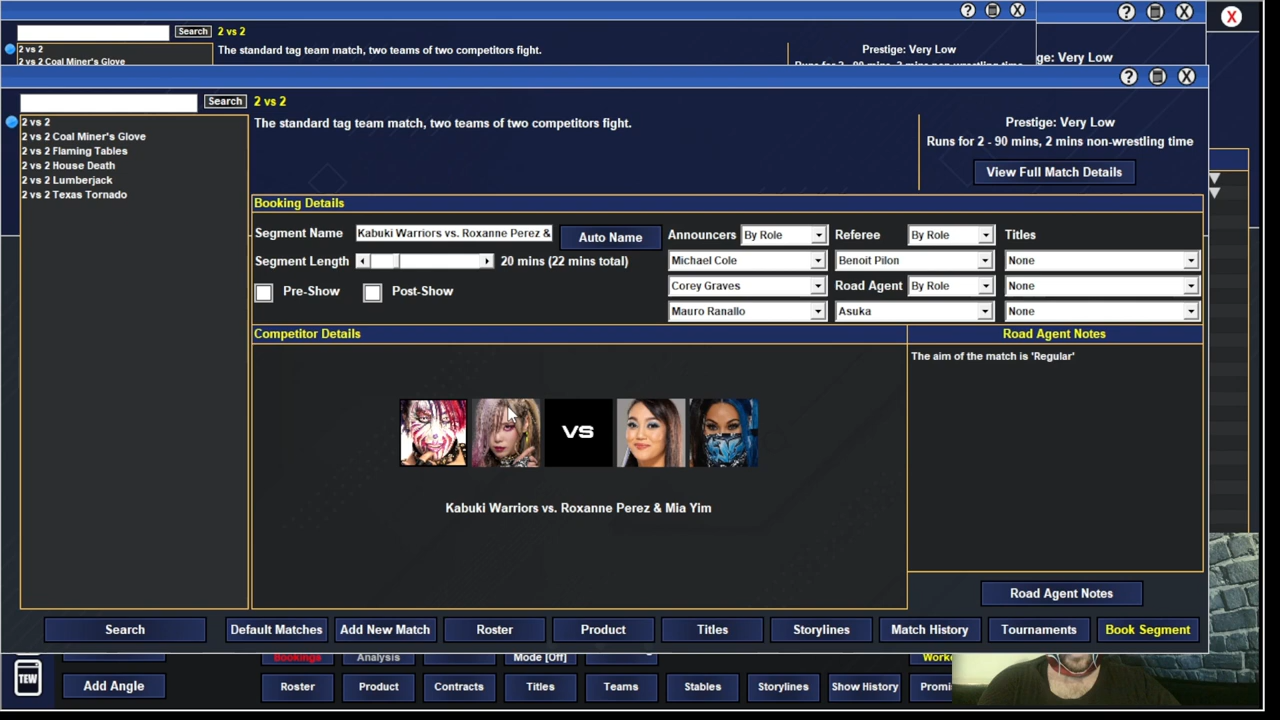 ? X ? X X
Search 2 vs 2
2 vs 2
2 vs 2 Coal Miner's Glove
The standard tag team match, two teams of two competitors fight.
Prestige: Very Low
ge: Very Low
? X
Search 2 vs 2
2 vs 2
2 vs 2 Coal Miner's Glove
2 vs 2 Flaming Tables
2 vs 2 House Death
2 vs 2 Lumberjack
2 vs 2 Texas Tornado
The standard tag team match, two teams of two competitors fight.
Prestige: Very Low
Runs for 2 - 90 mins, 2 mins non-wrestling time
View Full Match Details
Booking Details
Segment Name Kabuki Warriors vs. Roxanne Perez & Auto Name Announcers By Role Referee By Role Titles
Segment Length 20 mins (22 mins total) Michael Cole Benoit Pilon None
Pre-Show Post-Show Corey Graves Road Agent By Role None
Mauro Ranallo Asuka None
Competitor Details Road Agent Notes
The aim of the match is 'Regular'
VS
Kabuki Warriors vs. Roxanne Perez & Mia Yim
Road Agent Notes
Search Default Matches Add New Match Roster Product Titles Storylines Match History Tournaments Book Segment
Bookings Analysis Mode [Off] Work
TEW Add Angle Roster Product Contracts Titles Teams Stables Storylines Show History Promi